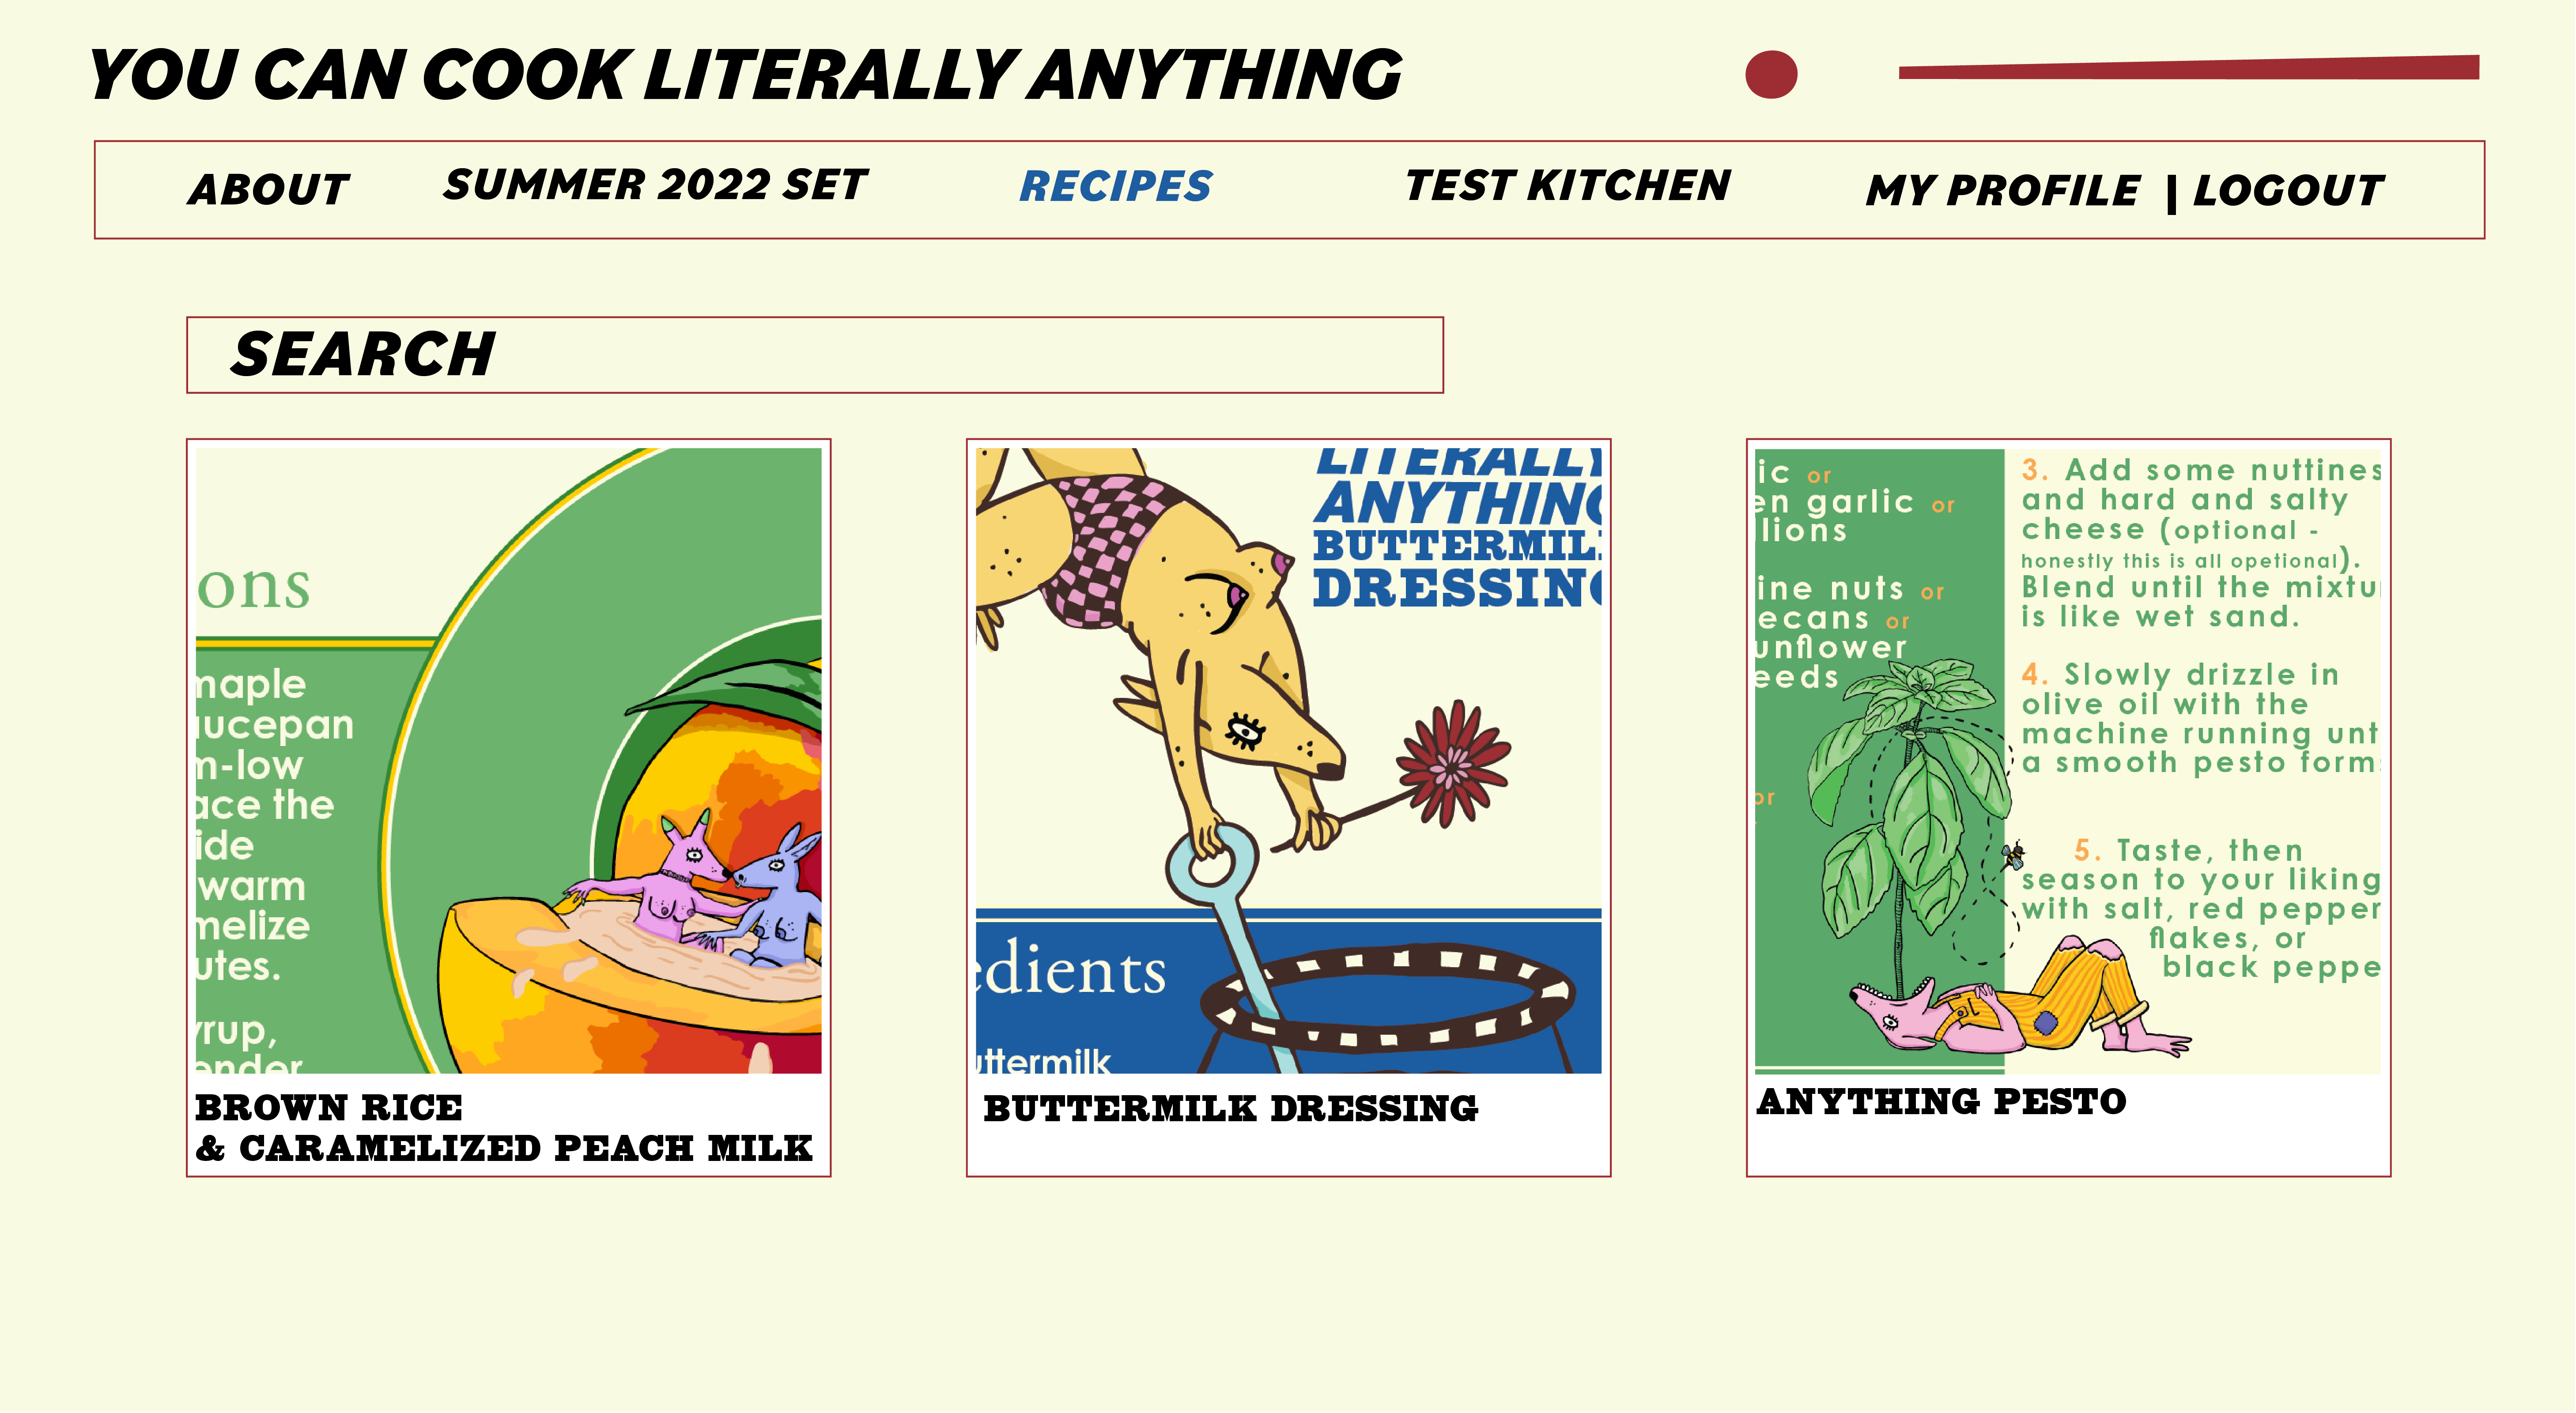 YOU CAN COOK LITERALLY ANYTHING
ABOUT SUMMER 2022 SET RECIPES TEST KITCHEN MY PROFILE | LOGOUT
SEARCH
ons
maple
ucepan
m-low
ace the
ide
warm
melize
utes.
yrup,
ender
BROWN RICE
& CARAMELIZED PEACH MILK
LITERALLY
ANYTHING
BUTTERMIL
DRESSING
edients
uttermilk
BUTTERMILK DRESSING
ic or
en garlic or
lions
ine nuts or
ecans or
unflower
eeds
or
3. Add some nuttines
and hard and salty
cheese (optional -
honestly this is all opetional).
Blend until the mixtu
is like wet sand.
4. Slowly drizzle in
olive oil with the
machine running unt
a smooth pesto form
5. Taste, then
season to your liking
with salt, red pepper
flakes, or
black peppe
ANYTHING PESTO